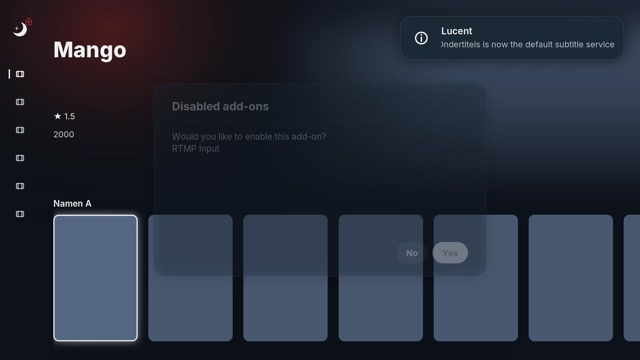 Mango
Lucent
Ondertitels is now the default subtitle service
Disabled add-ons
★ 1.5
Would you like to enable this add-on?
2000
RTMP Input
Namen A
No
Yes